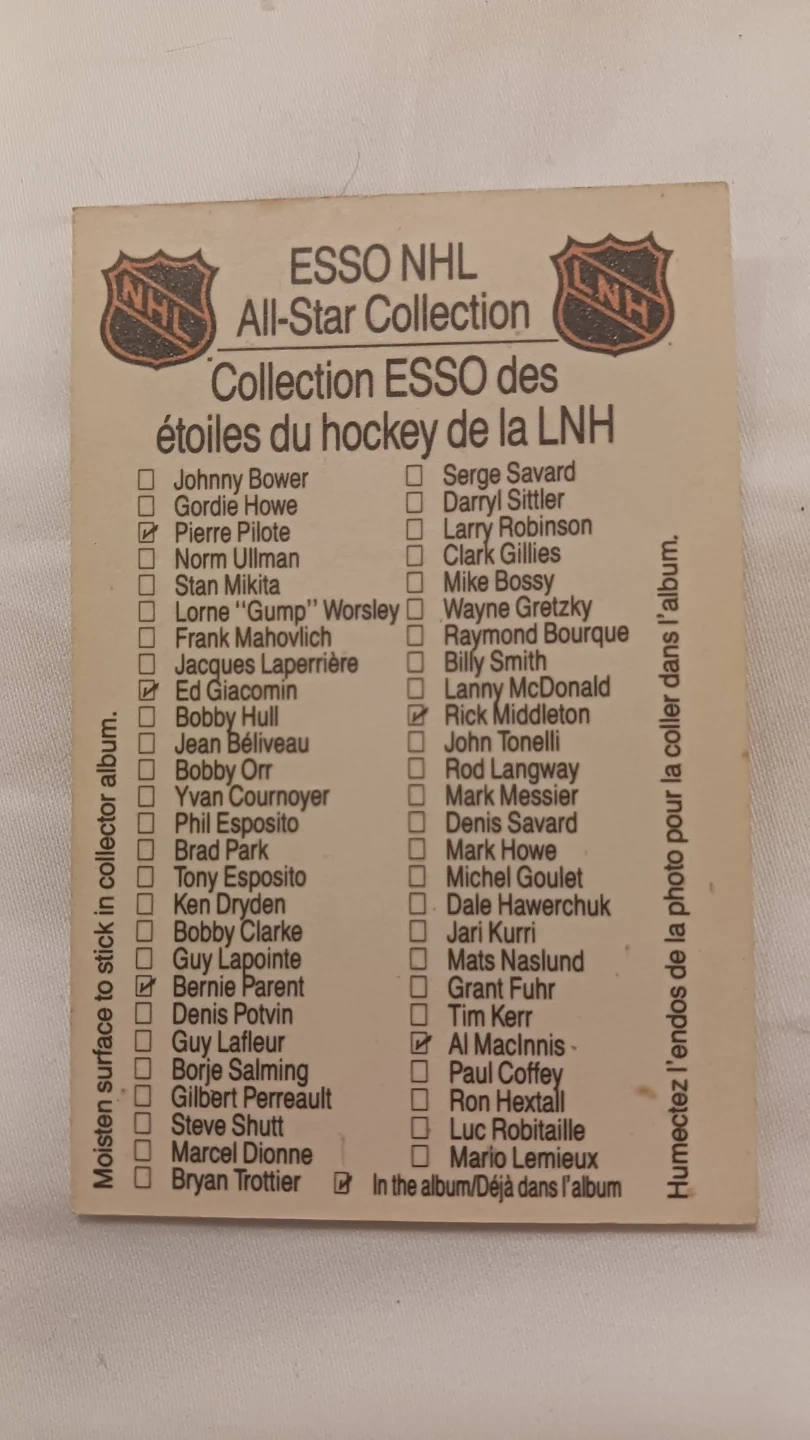 NHL
LNH
ESSO NHL
All-Star Collection
Collection ESSO des
étoiles du hockey de la LNH
Johnny Bower
Gordie Howe
Pierre Pilote
Norm Ullman
Stan Mikita
Lorne "Gump" Worsley
Frank Mahovlich
Jacques Laperrière
Ed Giacomin
Bobby Hull
Jean Béliveau
Bobby Orr
Yvan Cournoyer
Phil Esposito
Brad Park
Tony Esposito
Ken Dryden
Bobby Clarke
Guy Lapointe
Bernie Parent
Denis Potvin
Guy Lafleur
Borje Salming
Gilbert Perreault
Steve Shutt
Marcel Dionne
Bryan Trottier
Serge Savard
Darryl Sittler
Larry Robinson
Clark Gillies
Mike Bossy
Wayne Gretzky
Raymond Bourque
Billy Smith
Lanny McDonald
Rick Middleton
John Tonelli
Rod Langway
Mark Messier
Denis Savard
Mark Howe
Michel Goulet
Dale Hawerchuk
Jari Kurri
Mats Naslund
Grant Fuhr
Tim Kerr
Al MacInnis
Paul Coffey
Ron Hextall
Luc Robitaille
Mario Lemieux
In the album/Déjà dans l'album
Moisten surface to stick in collector album.
Humectez l'endos de la photo pour la coller dans l'album.